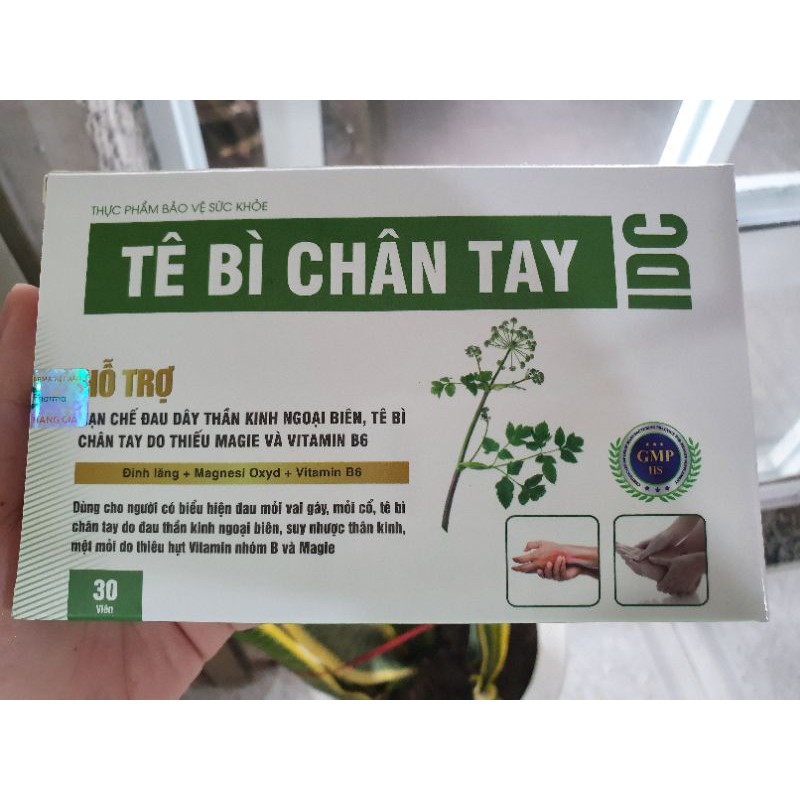 THỰC PHẨM BẢO VỆ SỨC KHỎE
TÊ BÌ CHÂN TAY
IDC
HỖ TRỢ
HẠN CHẾ ĐAU DÂY THẦN KINH NGOẠI BIÊN, TÊ BÌ
CHÂN TAY DO THIẾU MAGIE VÀ VITAMIN B6
Đinh lăng + Magnesi Oxyd + Vitamin B6
Dùng cho người có biểu hiện đau mỏi vai gáy, mỏi cổ, tê bì
chân tay do đau thần kinh ngoại biên, suy nhược thần kinh,
mệt mỏi do thiếu hụt Vitamin nhóm B và Magie
30
Viên
GMP
HS